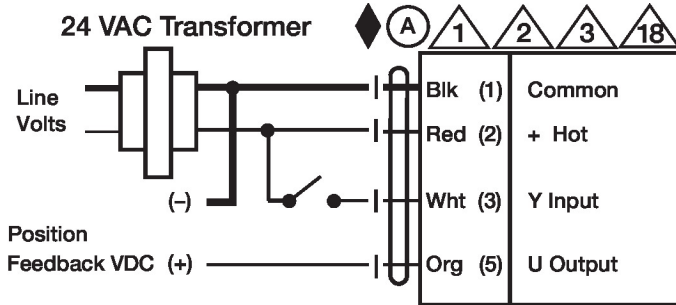 24 VAC Transformer
A 1 2 3 18
Line
Volts
Blk (1) Common
Red (2) + Hot
(–)
Wht (3) Y Input
Position
Feedback VDC (+)
Org (5) U Output